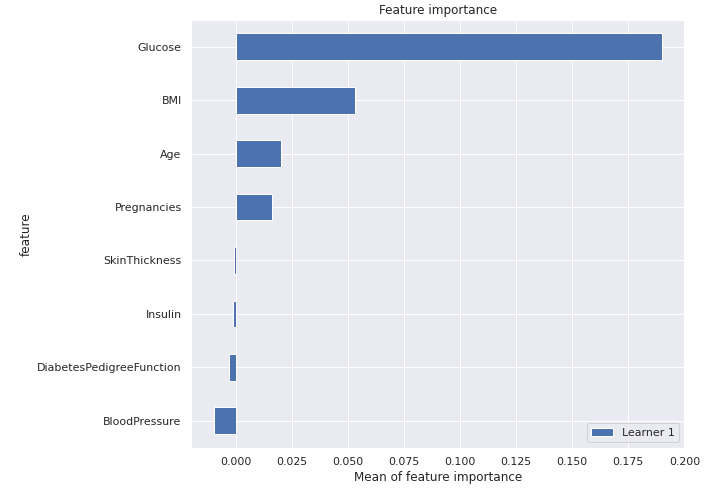 Feature importance
Glucose
BMI
Age
Pregnancies
SkinThickness
Insulin
DiabetesPedigreeFunction
BloodPressure
feature
Learner 1
0.000 0.025 0.050 0.075 0.100 0.125 0.150 0.175 0.200
Mean of feature importance